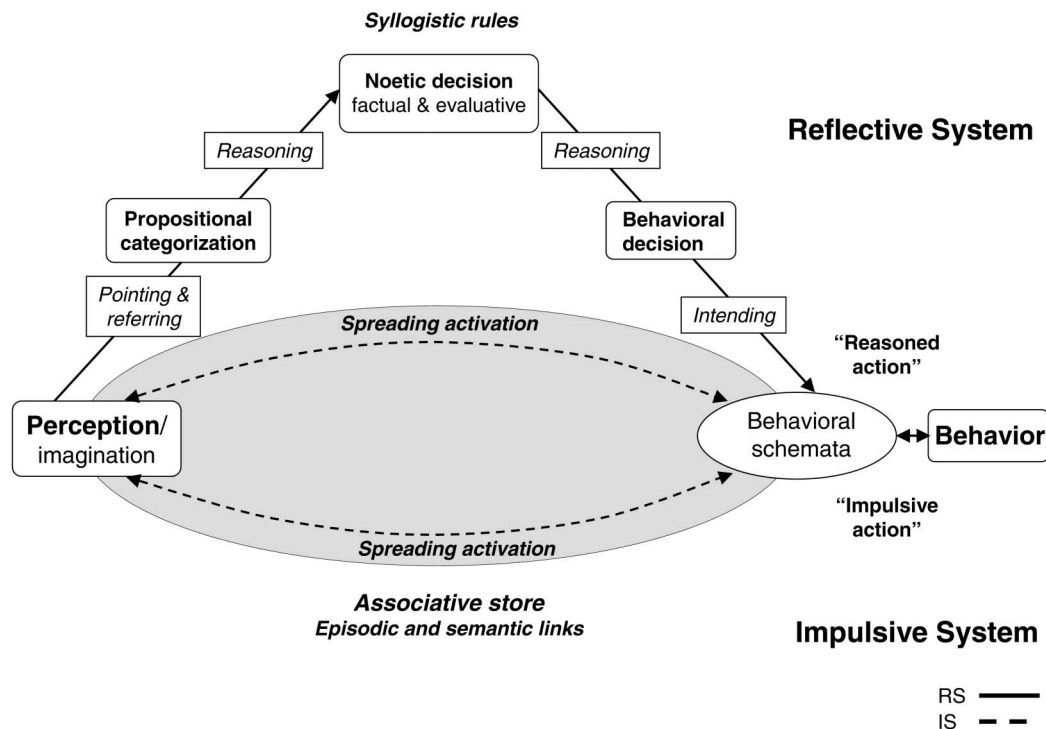 Syllogistic rules
Noetic decision
factual & evaluative
Reflective System
Reasoning
Reasoning
Propositional
categorization
Behavioral
decision
Pointing &
referring
Intending
Spreading activation
“Reasoned
action”
Perception/
imagination
Behavioral
schemata
Behavior
“Impulsive
action”
Spreading activation
Associative store
Episodic and semantic links
Impulsive System
RS
IS